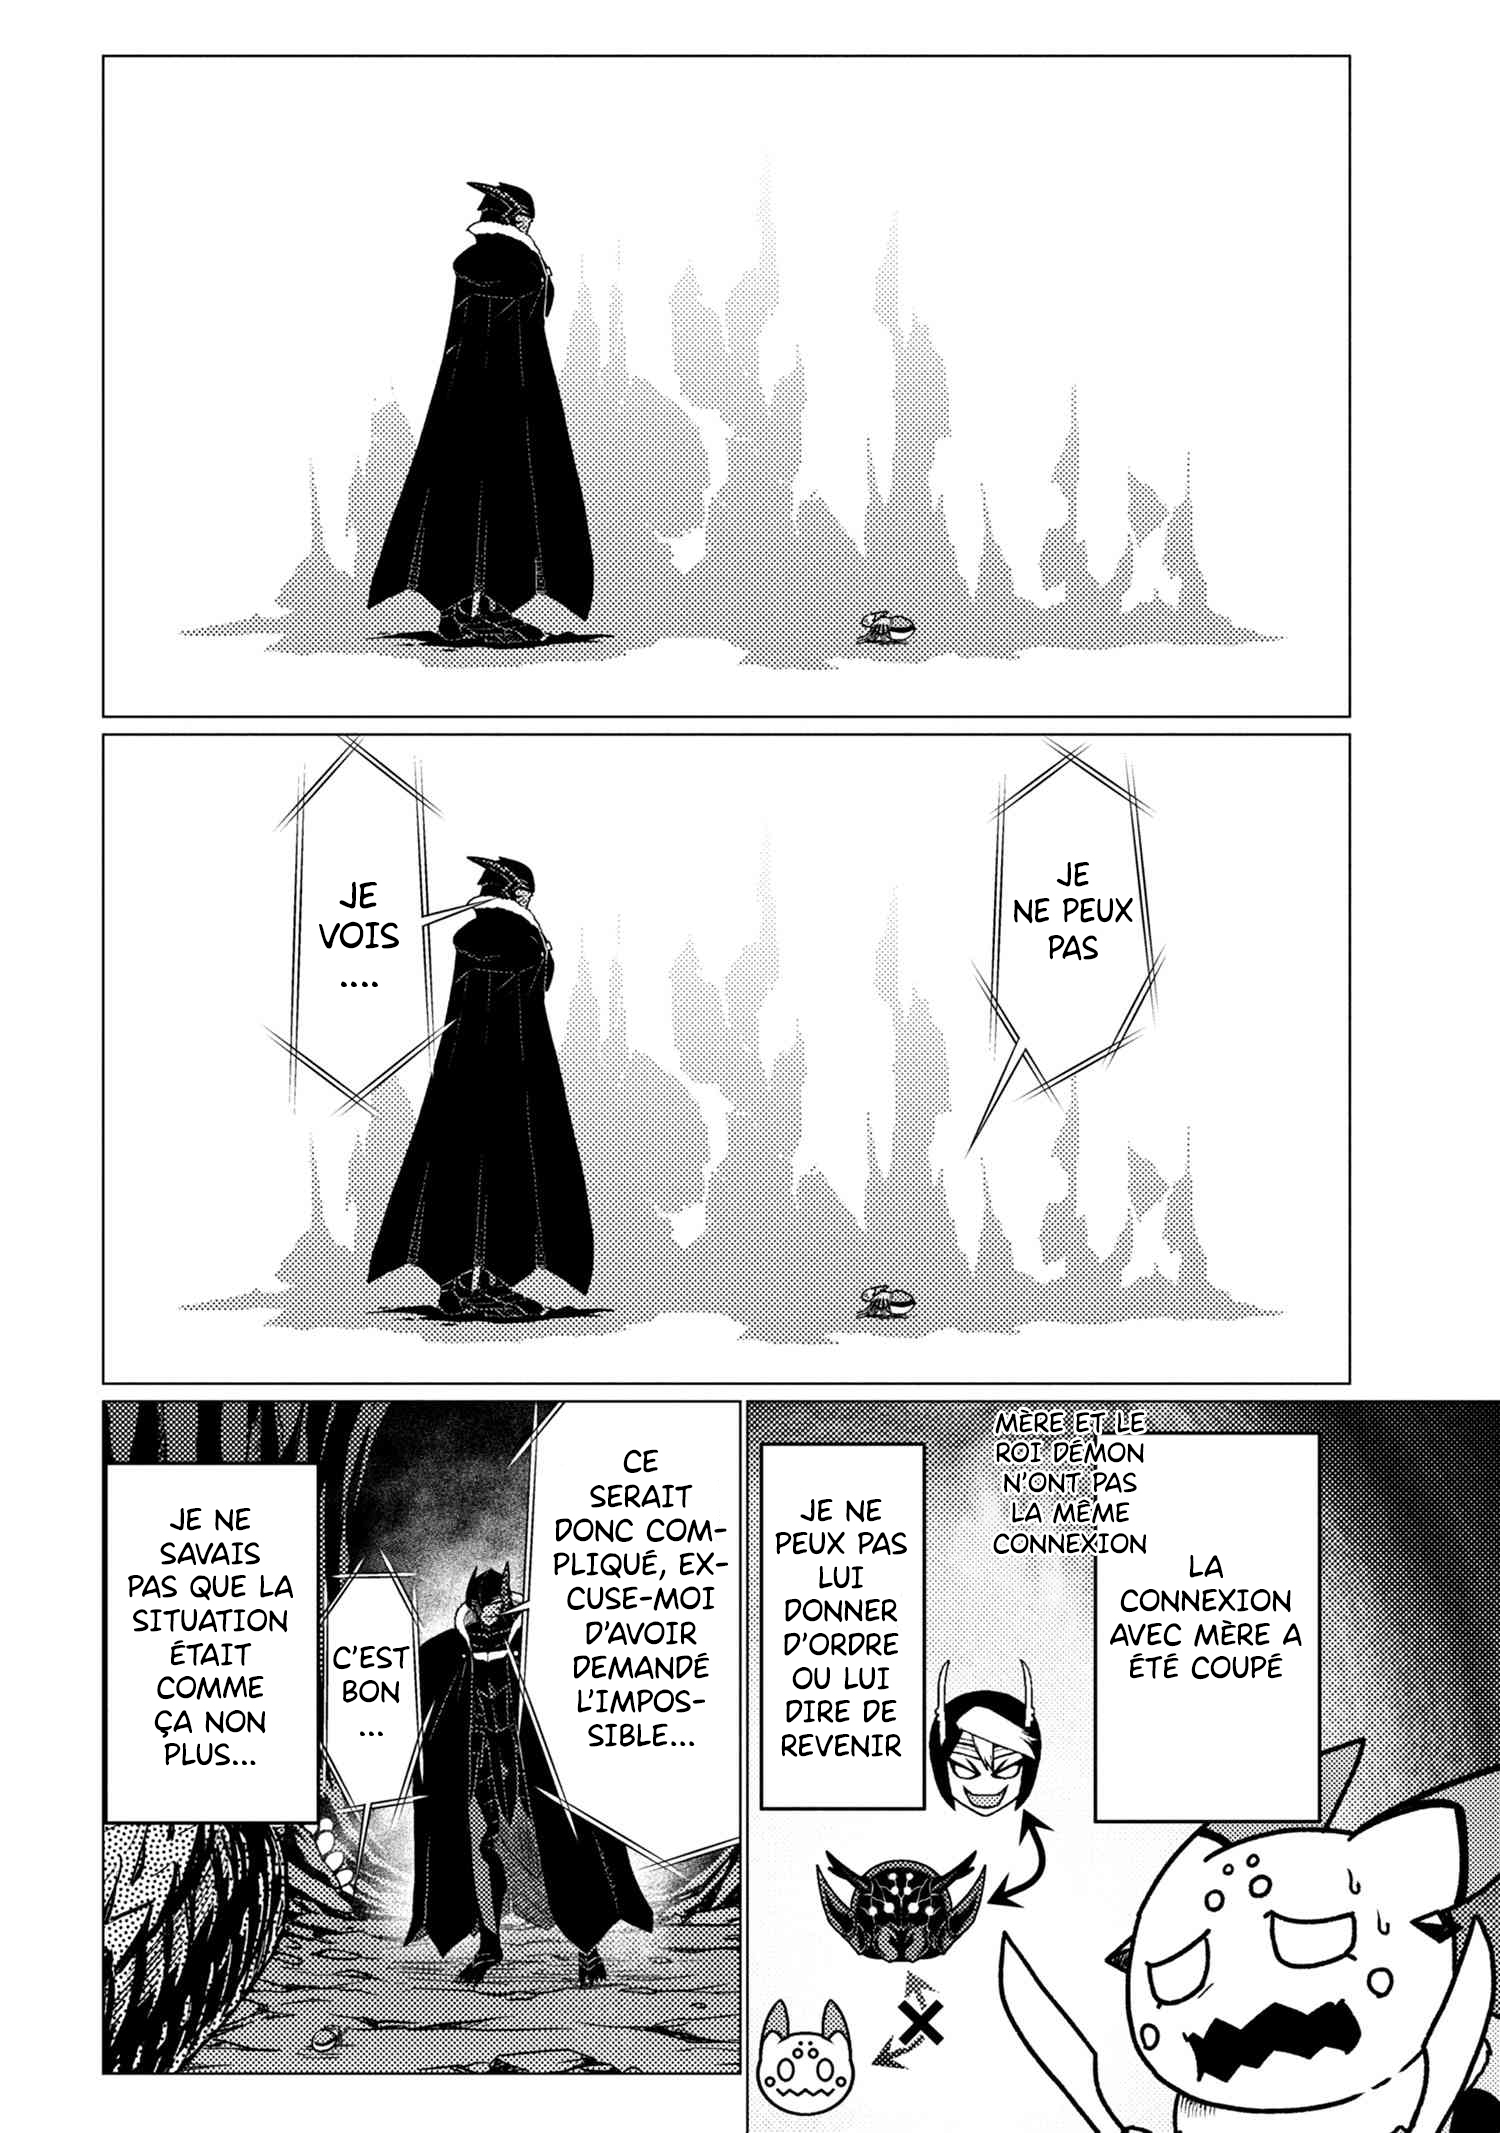 JE
NE PEUX
PAS
JE
VOIS
....
MÈRE ET LE
ROI DÉMON
N'ONT PAS
LA MÊME
CONNEXION
LA
CONNEXION
AVEC MÈRE A
ÉTÉ COUPÉ
JE NE
PEUX PAS
LUI
DONNER
D'ORDRE
OU LUI
DIRE DE
REVENIR
CE
SERAIT
DONC COM-
PLIQUÉ, EX-
CUSE-MOI
D'AVOIR
DEMANDÉ
L'IMPOS-
SIBLE...
C'EST
BON
...
JE NE
SAVAIS
PAS QUE LA
SITUATION
ÉTAIT
COMME
ÇA NON
PLUS...